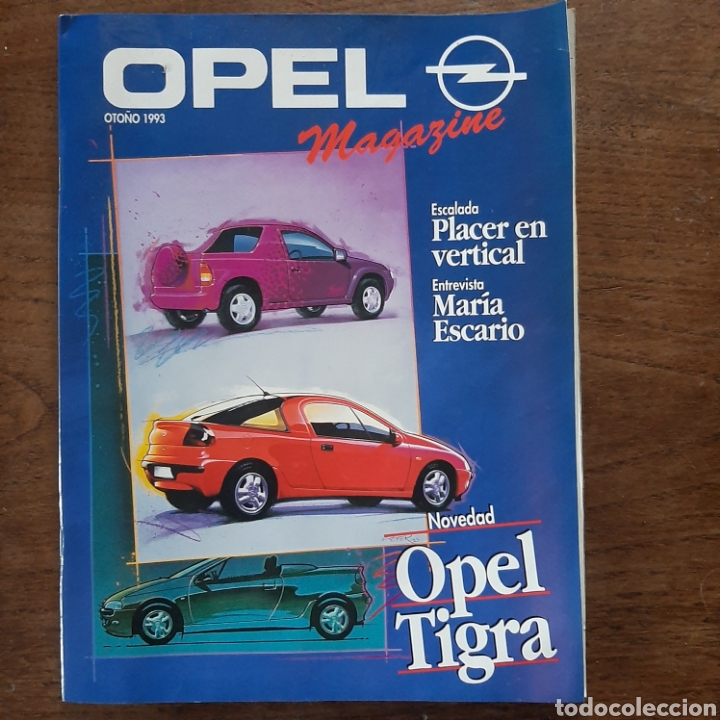 OPEL
OTOÑO 1993
Magazine
Escalada
Placer en
vertical
Entrevista
María
Escario
Novedad
Opel
Tigra
todocoleccion